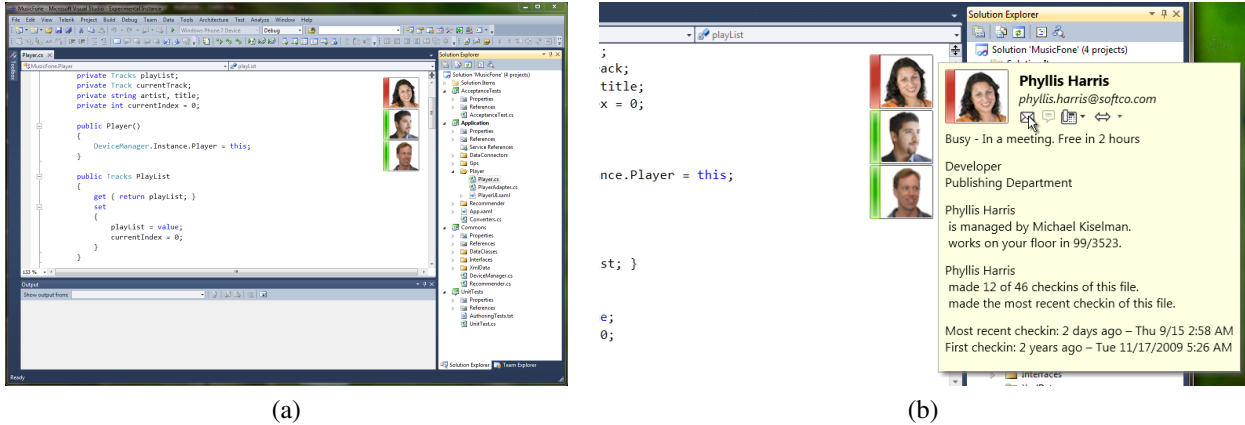 MusicFone - Microsoft Visual Studio - Experimental Instance
File Edit View Telerik Project Build Debug Team Data Tools Architecture Test Analyze Window Help
Windows Phone 7 Device Debug
Player.cs
MusicFone.Player playList
Toolbox
private Tracks playList;
private Track currentTrack;
private string artist, title;
private int currentIndex = 0;
public Player()
{
DeviceManager.Instance.Player = this;
}
public Tracks PlayList
{
get { return playList; }
set
{
playList = value;
currentIndex = 0;
}
}
133 %
Output
Show output from:
Ready
Solution Explorer
Solution 'MusicFone' (4 projects)
Solution Items
AcceptanceTests
Properties
References
AcceptanceTest.cs
Application
Properties
References
Service References
DataConnectors
Gps
Player
Player.cs
PlayerAdapter.cs
PlayerUI.xaml
Recommender
App.xaml
Converters.cs
Commons
Properties
References
DataClasses
Interfaces
XmlData
DeviceManager.cs
Recommender.cs
UnitTests
Properties
References
AuthoringTests.txt
UnitTest.cs
Solution Explorer Team Explorer
(a)
playList
;
rack;
title;
x = 0;
nce.Player = this;
st; }
e;
0;
Solution Explorer
Solution 'MusicFone' (4 projects)
Phyllis Harris
phyllis.harris@softco.com
Busy - In a meeting. Free in 2 hours
Developer
Publishing Department
Phyllis Harris
is managed by Michael Kiselman.
works on your floor in 99/3523.
Phyllis Harris
made 12 of 46 checkins of this file.
made the most recent checkin of this file.
Most recent checkin: 2 days ago – Thu 9/15 2:58 AM
First checkin: 2 years ago – Tue 11/17/2009 5:26 AM
Interfaces
(b)